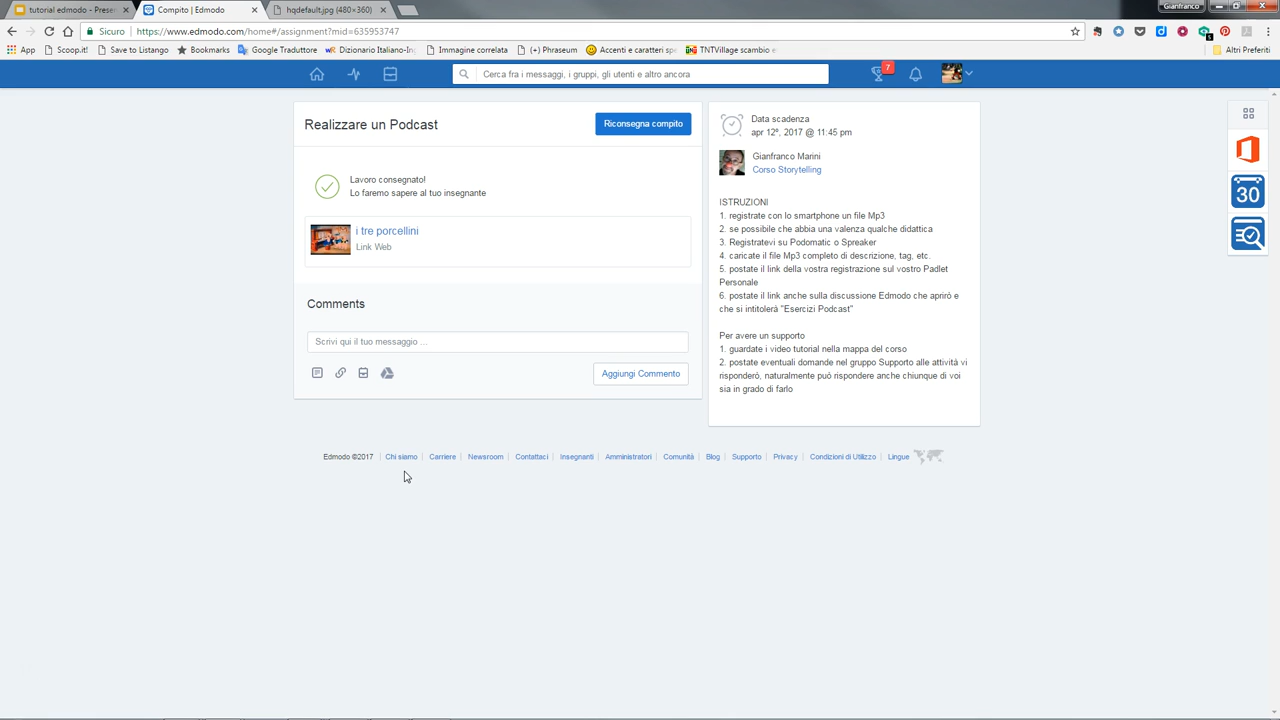 tutorial edmodo - Presen
Compito | Edmodo
hqdefault.jpg (480×360)
Gianfranco
Sicuro
https://www.edmodo.com/home#/assignment?mid=635953747
App
Scoop.it!
Save to Listango
Bookmarks
Google Traduttore
Dizionario Italiano-Ing
Immagine correlata
(+) Phraseum
Accenti e caratteri spe
TNTVillage scambio e
Altri Preferiti
Cerca fra i messaggi, i gruppi, gli utenti e altro ancora
7
Realizzare un Podcast
Riconsegna compito
Lavoro consegnato!
Lo faremo sapere al tuo insegnante
i tre porcellini
Link Web
Comments
Scrivi qui il tuo messaggio ...
Aggiungi Commento
Data scadenza
apr 12º, 2017 @ 11:45 pm
Gianfranco Marini
Corso Storytelling
ISTRUZIONI
1. registrate con lo smartphone un file Mp3
2. se possibile che abbia una valenza qualche didattica
3. Registratevi su Podomatic o Spreaker
4. caricate il file Mp3 completo di descrizione, tag, etc.
5. postate il link della vostra registrazione sul vostro Padlet
Personale
6. postate il link anche sulla discussione Edmodo che aprirò e
che si intitolerà "Esercizi Podcast"
Per avere un supporto
1. guardate i video tutorial nella mappa del corso
2. postate eventuali domande nel gruppo Supporto alle attività vi
risponderò, naturalmente può rispondere anche chiunque di voi
sia in grado di farlo
30
Edmodo ©2017
Chi siamo
Carriere
Newsroom
Contattaci
Insegnanti
Amministratori
Comunità
Blog
Supporto
Privacy
Condizioni di Utilizzo
Lingue